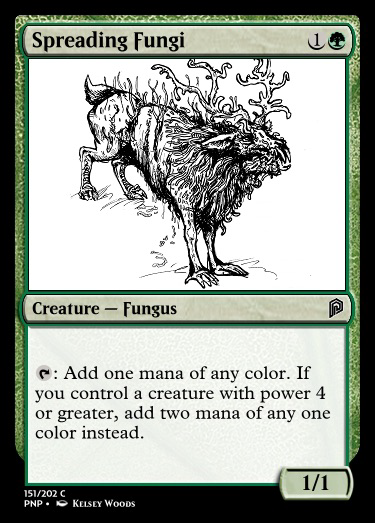 Spreading Fungi 1
Creature — Fungus
: Add one mana of any color. If
you control a creature with power 4
or greater, add two mana of any one
color instead.
1/1
151/202 C
PNP • Kelsey Woods